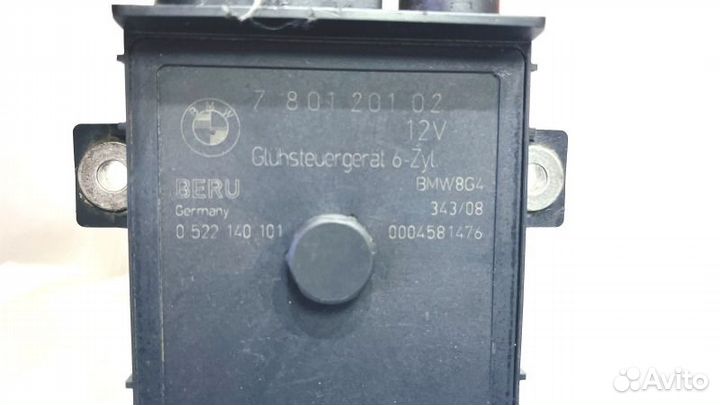 BMW
7 801 201.02
12V
Glühsteuergerät 6-Zyl.
BERU
BMW8G4
Germany
343/08
0 522 140 101
0004581476
Avito